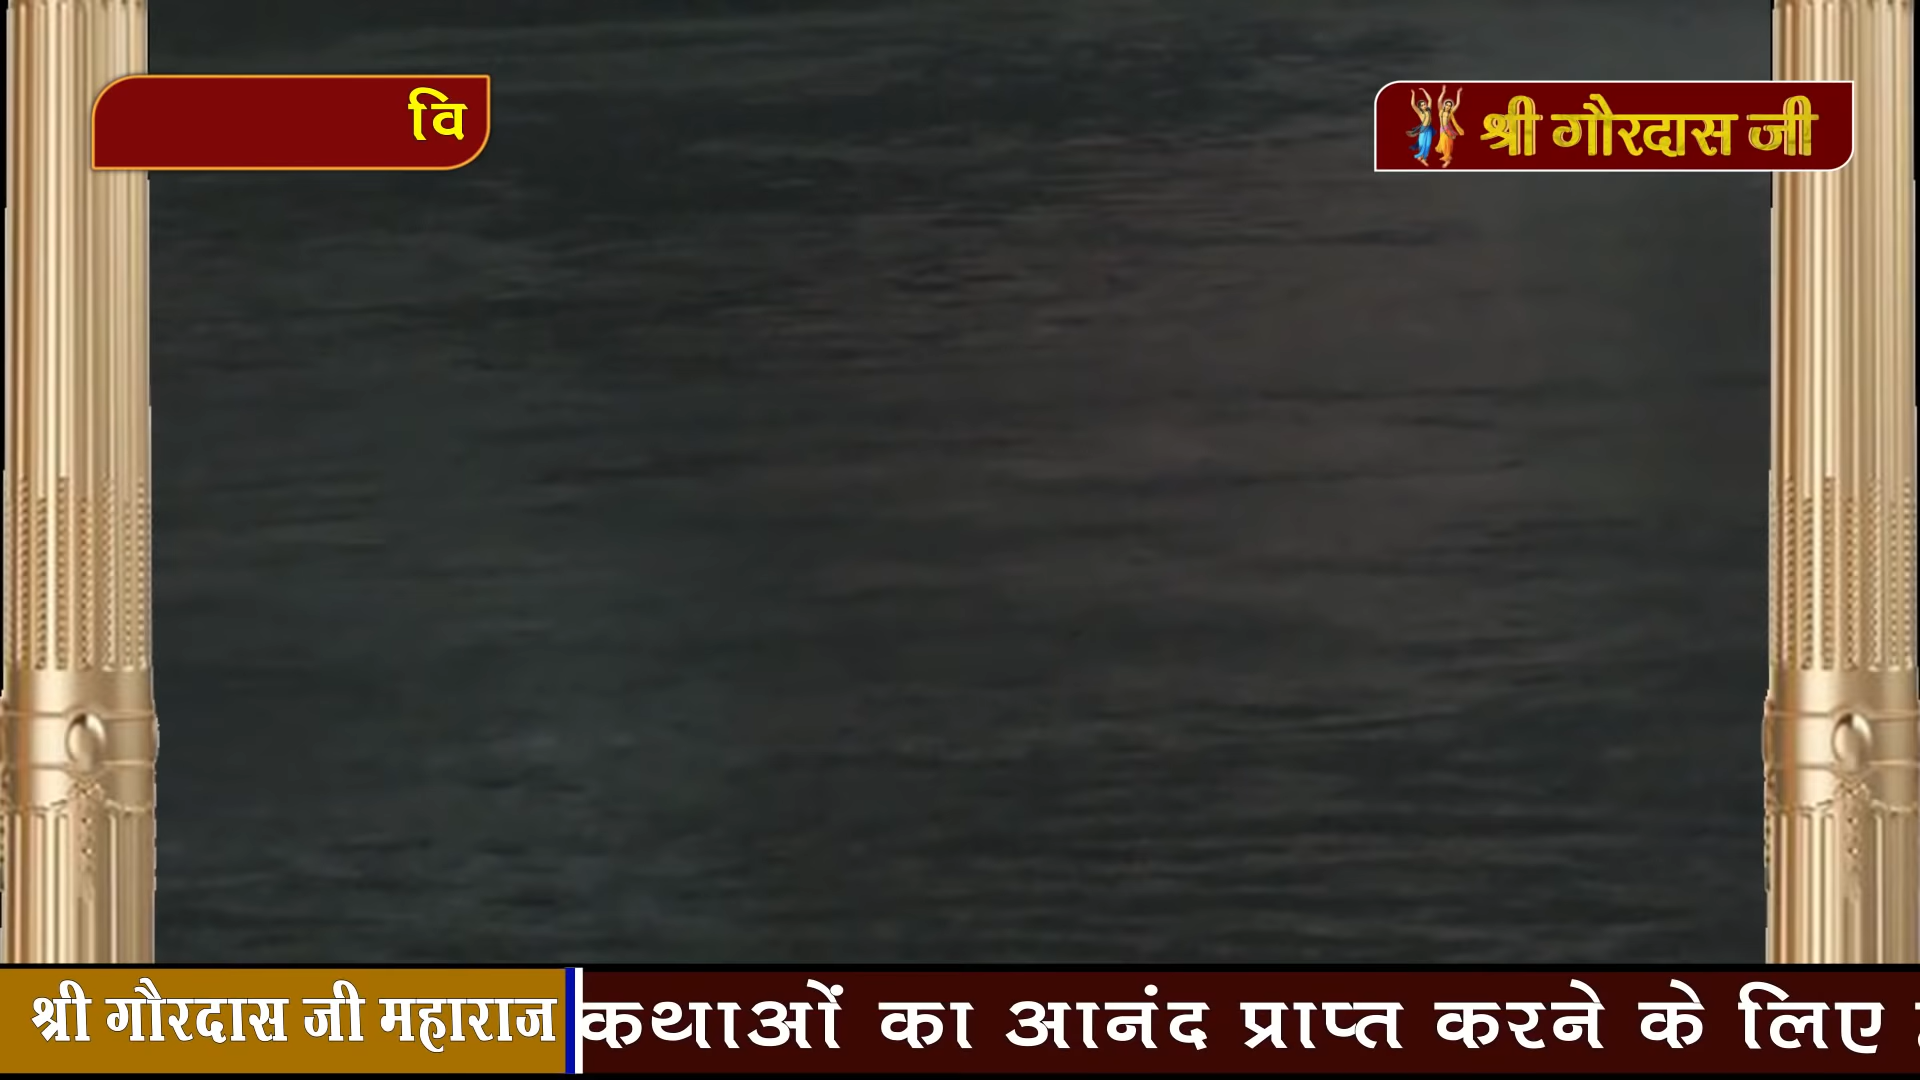 वि
श्री गौरदास जी
श्री गौरदास जी महाराज
कथाओं का आनंद प्राप्त करने के लिए